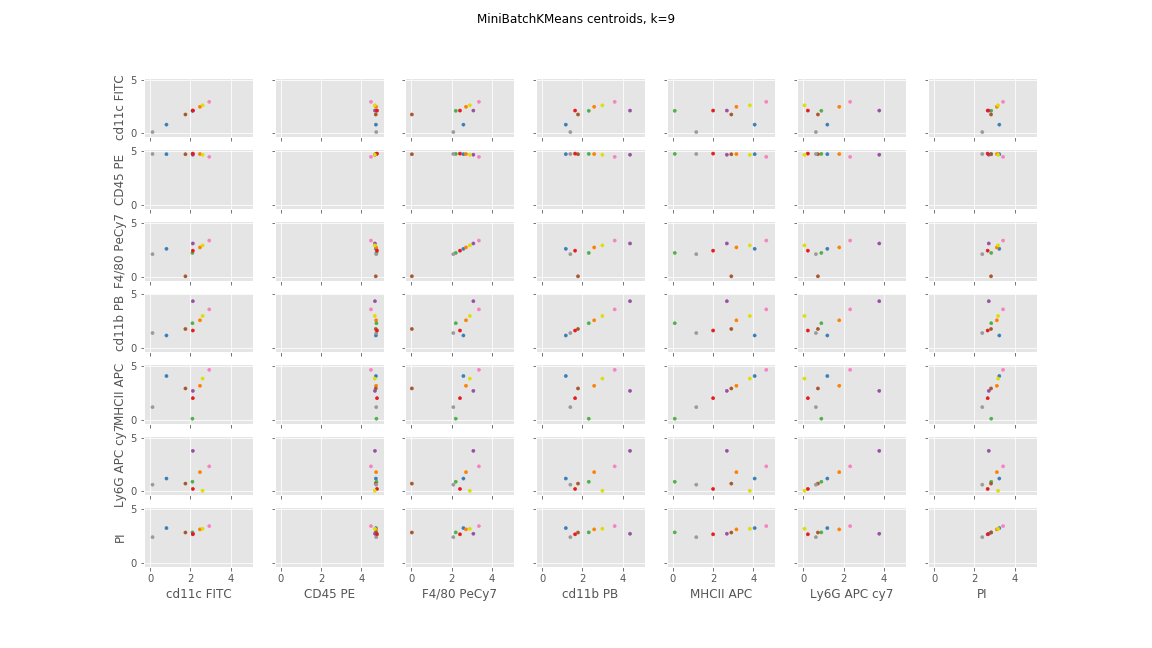 MiniBatchKMeans centroids, k=9
5
0
cd11c FITC
5
0
CD45 PE
5
0
F4/80 PeCy7
5
0
cd11b PB
5
0
MHCII APC
5
0
Ly6G APC cy7
5
0
PI
0 2 4 0 2 4 0 2 4 0 2 4 0 2 4 0 2 4 0 2 4
cd11c FITC CD45 PE F4/80 PeCy7 cd11b PB MHCII APC Ly6G APC cy7 PI